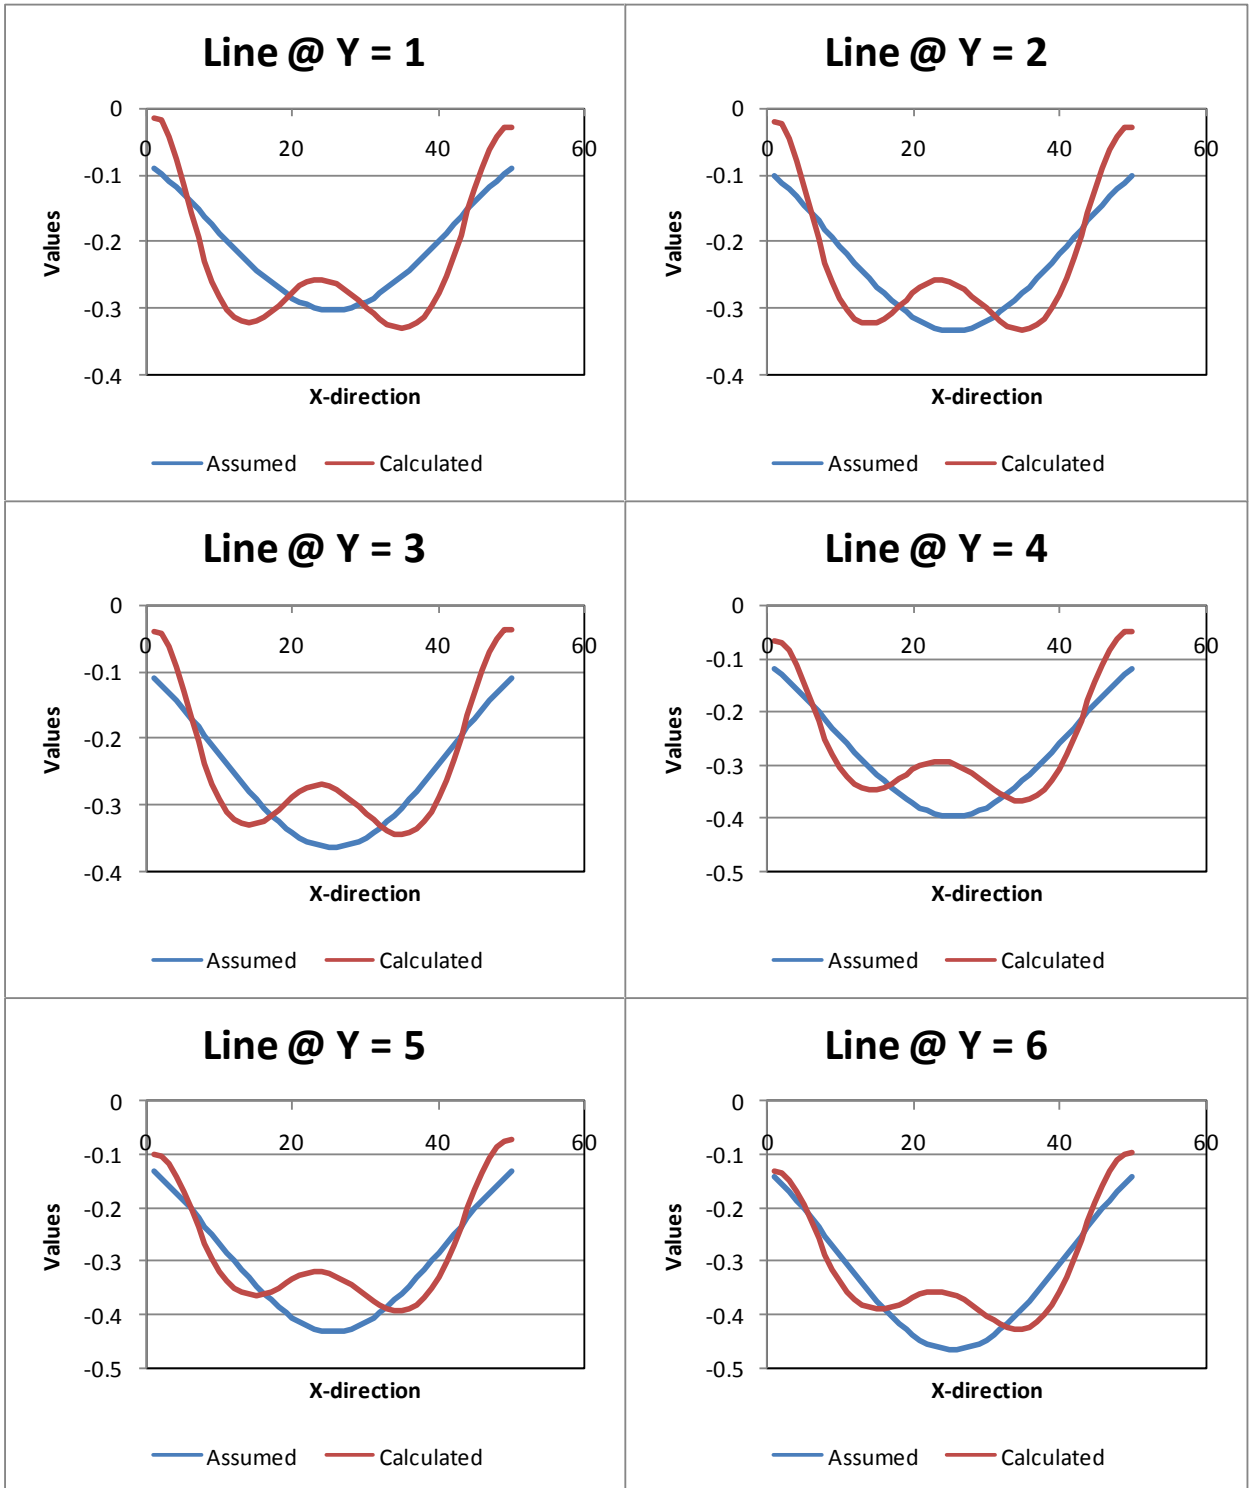 Line @ Y = 1
0
0 20 40 60
-0.1
-0.2
-0.3
-0.4
Values
X-direction
Assumed Calculated
Line @ Y = 2
0
0 20 40 60
-0.1
-0.2
-0.3
-0.4
Values
X-direction
Assumed Calculated
Line @ Y = 3
0
0 20 40 60
-0.1
-0.2
-0.3
-0.4
Values
X-direction
Assumed Calculated
Line @ Y = 4
0
0 20 40 60
-0.1
-0.2
-0.3
-0.4
-0.5
Values
X-direction
Assumed Calculated
Line @ Y = 5
0
0 20 40 60
-0.1
-0.2
-0.3
-0.4
-0.5
Values
X-direction
Assumed Calculated
Line @ Y = 6
0
0 20 40 60
-0.1
-0.2
-0.3
-0.4
-0.5
Values
X-direction
Assumed Calculated